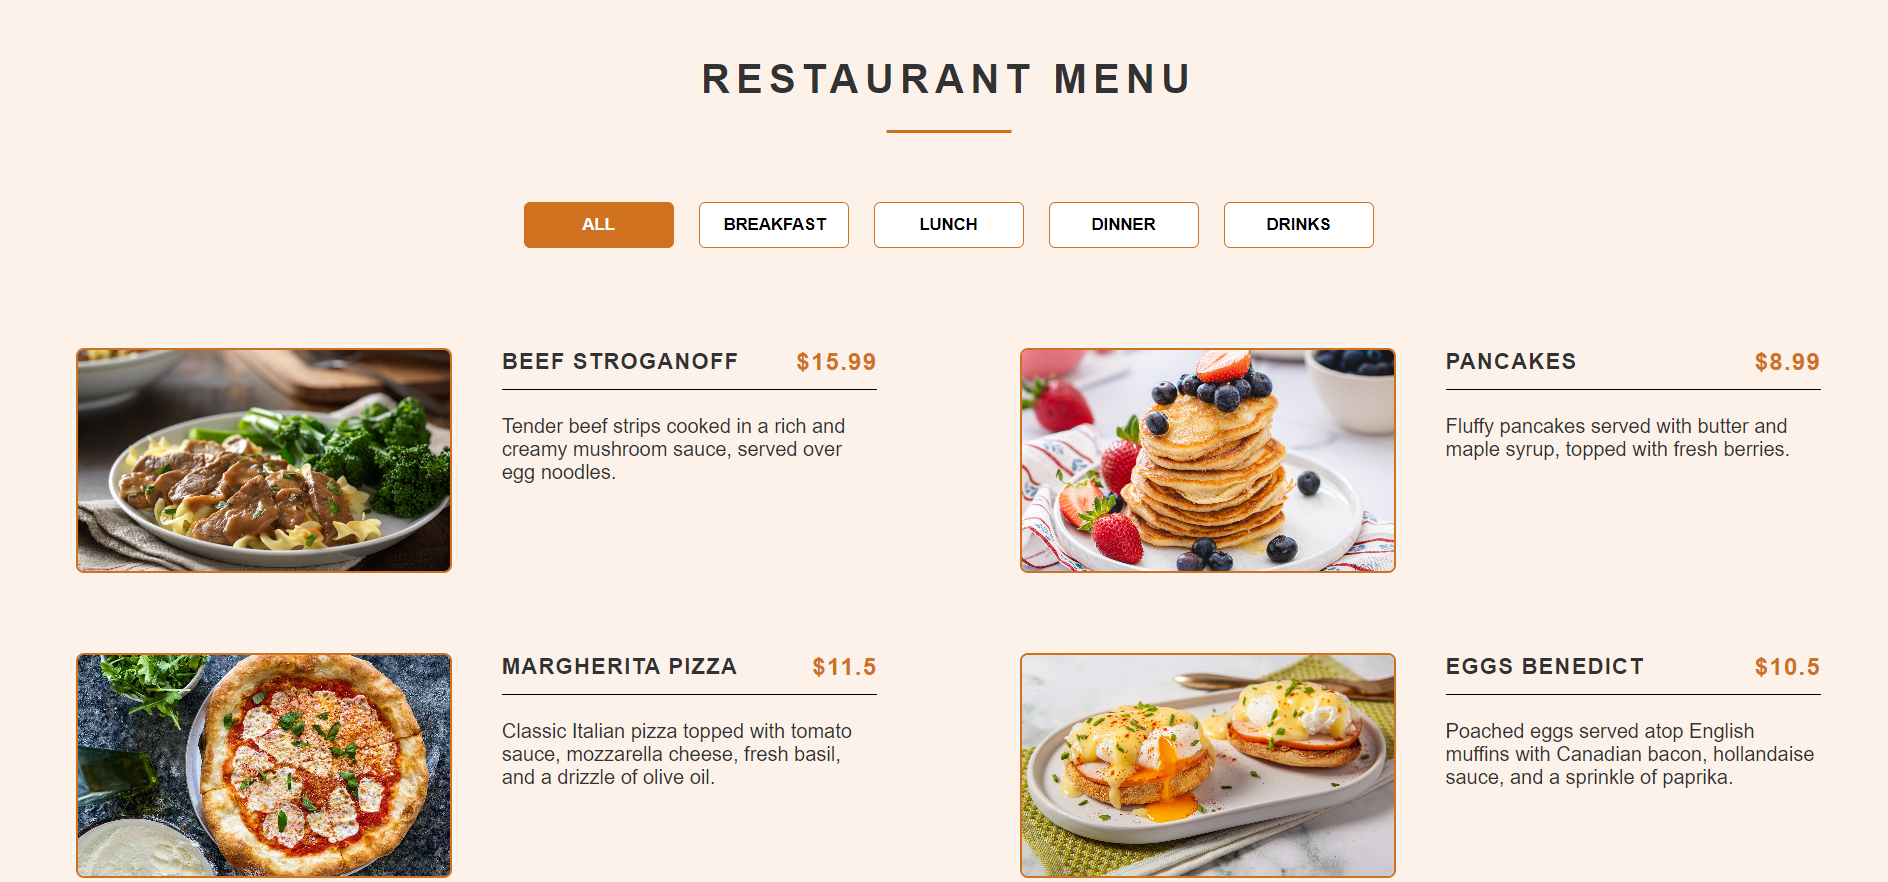 RESTAURANT MENU
ALL
BREAKFAST
LUNCH
DINNER
DRINKS
BEEF STROGANOFF $15.99
Tender beef strips cooked in a rich and
creamy mushroom sauce, served over
egg noodles.
PANCAKES $8.99
Fluffy pancakes served with butter and
maple syrup, topped with fresh berries.
MARGHERITA PIZZA $11.5
Classic Italian pizza topped with tomato
sauce, mozzarella cheese, fresh basil,
and a drizzle of olive oil.
EGGS BENEDICT $10.5
Poached eggs served atop English
muffins with Canadian bacon, hollandaise
sauce, and a sprinkle of paprika.